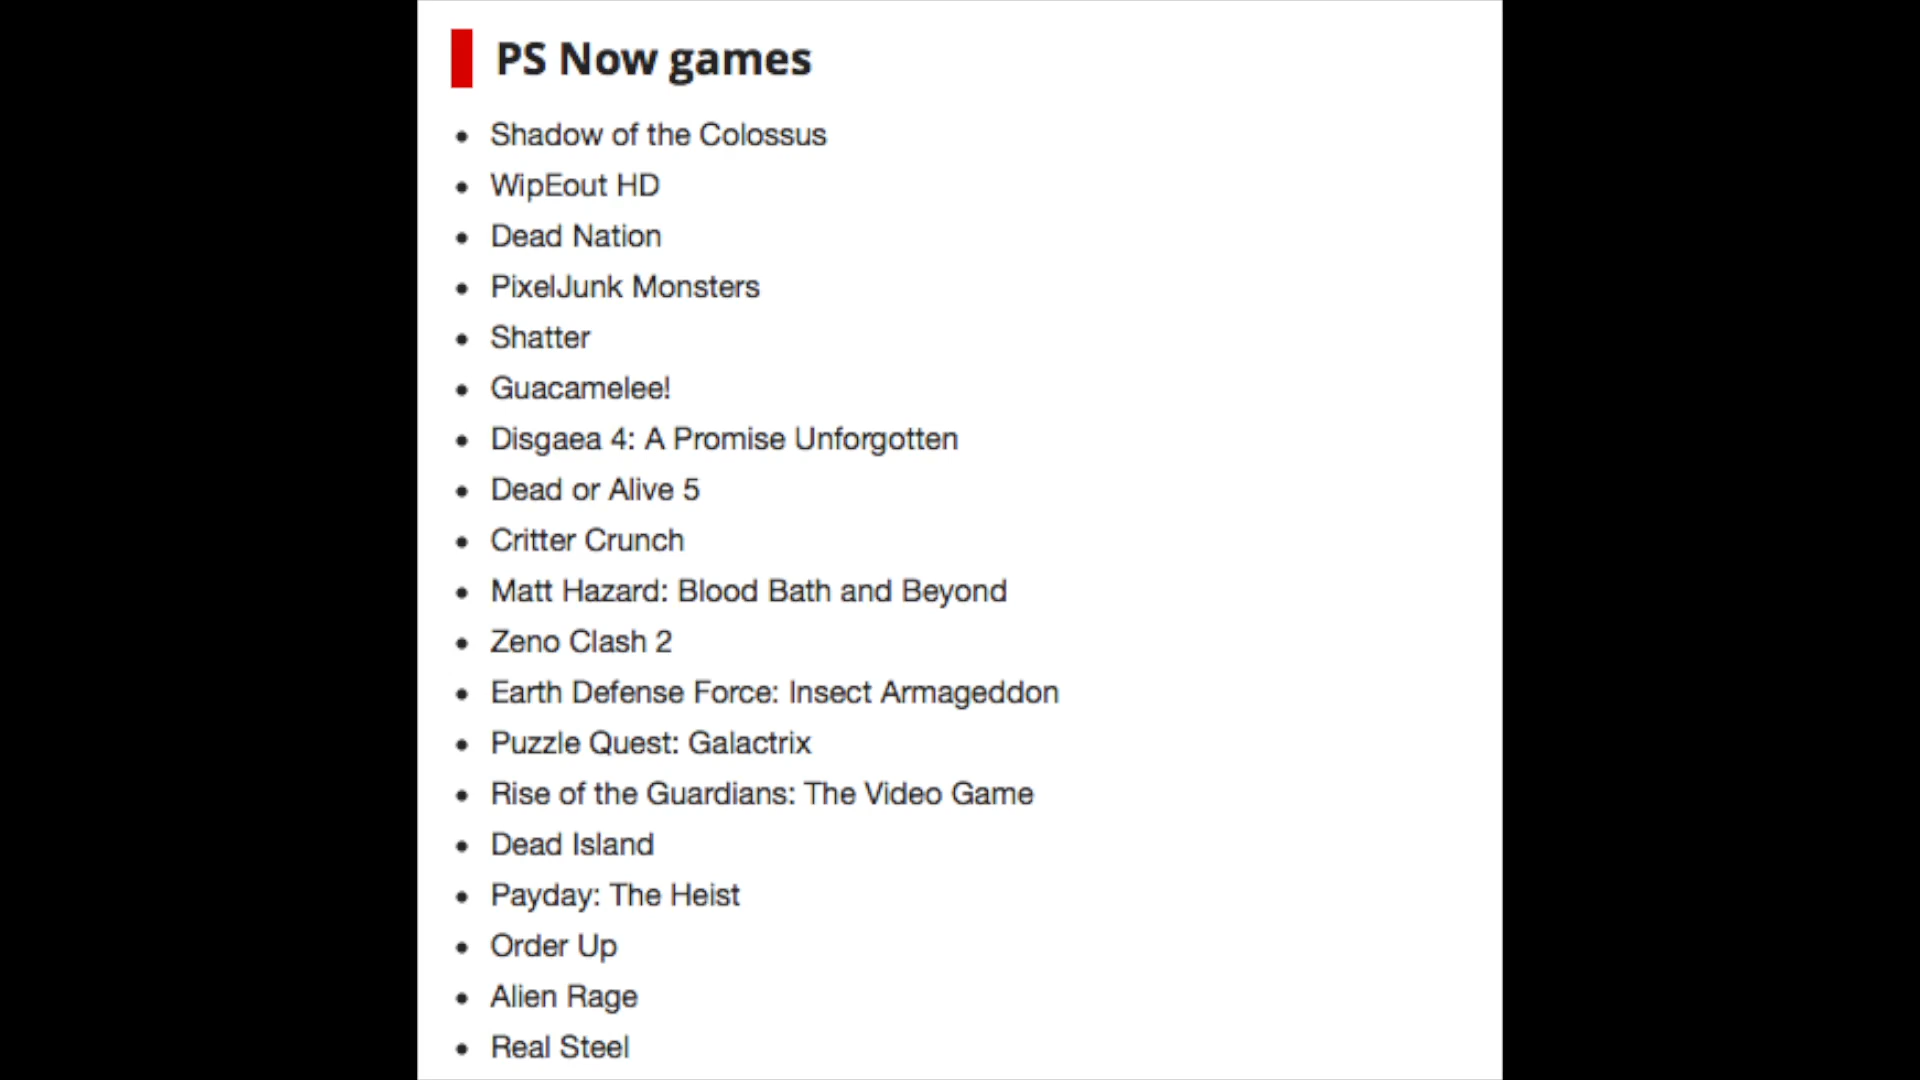 PS Now games
Shadow of the Colossus
WipEout HD
Dead Nation
PixelJunk Monsters
Shatter
Guacamelee!
Disgaea 4: A Promise Unforgotten
Dead or Alive 5
Critter Crunch
Matt Hazard: Blood Bath and Beyond
Zeno Clash 2
Earth Defense Force: Insect Armageddon
Puzzle Quest: Galactrix
Rise of the Guardians: The Video Game
Dead Island
Payday: The Heist
Order Up
Alien Rage
Real Steel